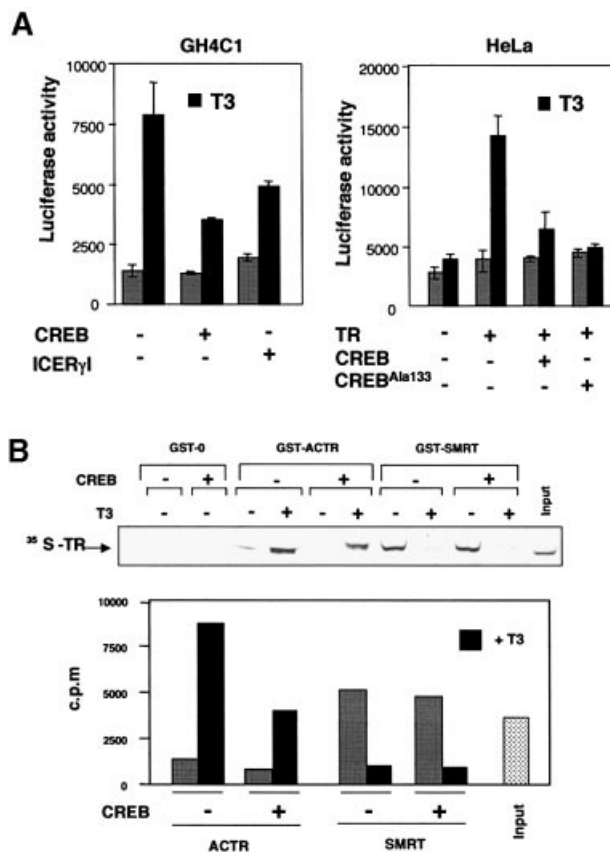 A
GH4C1
HeLa
Luciferase activity
10000
7500
5000
2500
0
T3
CREB - + -
ICERγI - - +
Luciferase activity
20000
15000
10000
5000
0
T3
TR - + + +
CREB - - + -
CREBAla133 - - - +
B
GST-0 GST-ACTR GST-SMRT
CREB - + - + - +
T3 - - - + - + - + - + Input
35 S -TR
c.p.m
10000
7500
5000
2500
0
+ T3
CREB - + - + Input
ACTR SMRT